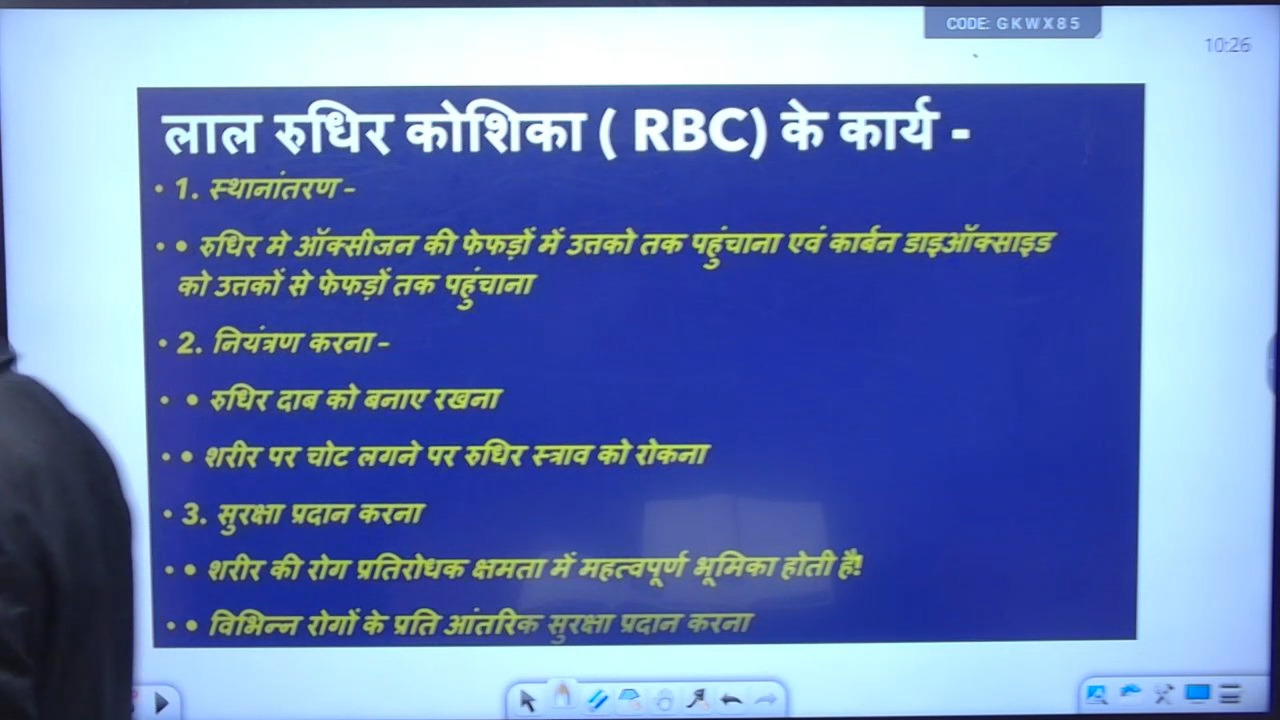 CODE: GKWX85
10:26
लाल रुधिर कोशिका ( RBC) के कार्य -
• 1. स्थानांतरण -
• • रुधिर मे ऑक्सीजन की फेफड़ों में उत्तको तक पहुंचाना एवं कार्बन डाइऑक्साइड
को उत्तकों से फेफड़ों तक पहुंचाना
• 2. नियंत्रण करना -
• • रुधिर दाब को बनाए रखना
• • शरीर पर चोट लगने पर रुधिर स्त्राव को रोकना
• 3. सुरक्षा प्रदान करना
• • शरीर की रोग प्रतिरोधक क्षमता में महत्वपूर्ण भूमिका होती है!
• • विभिन्न रोगों के प्रति आंतरिक सुरक्षा प्रदान करना